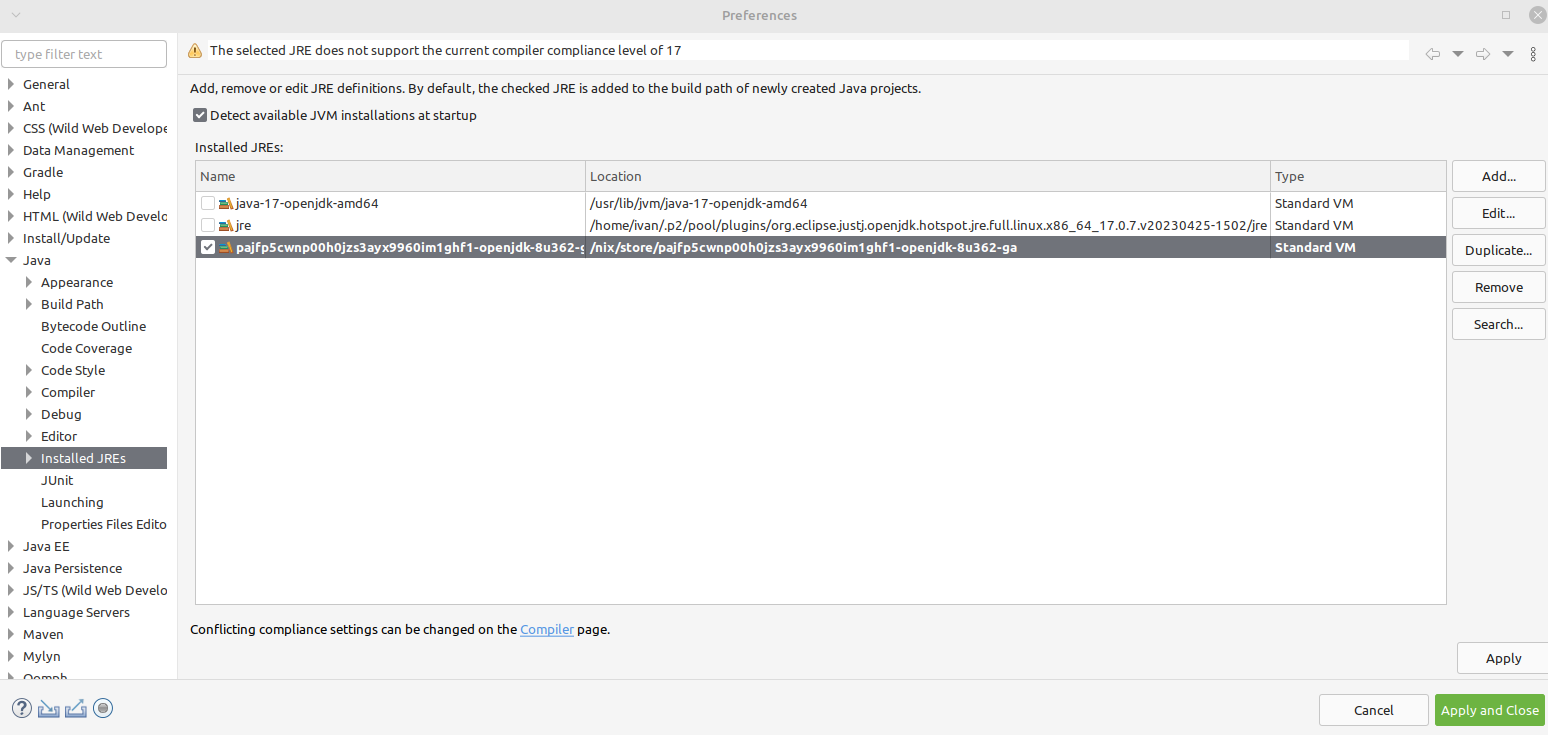 Preferences
type filter text
General
Ant
CSS (Wild Web Develope
Data Management
Gradle
Help
HTML (Wild Web Develo
Install/Update
Java
Appearance
Build Path
Bytecode Outline
Code Coverage
Code Style
Compiler
Debug
Editor
Installed JREs
JUnit
Launching
Properties Files Edito
Java EE
Java Persistence
JS/TS (Wild Web Develo
Language Servers
Maven
Mylyn
Oomph
The selected JRE does not support the current compiler compliance level of 17
Add, remove or edit JRE definitions. By default, the checked JRE is added to the build path of newly created Java projects.
Detect available JVM installations at startup
Installed JREs:
Name Location Type
java-17-openjdk-amd64 /usr/lib/jvm/java-17-openjdk-amd64 Standard VM
jre /home/ivan/.p2/pool/plugins/org.eclipse.justj.openjdk.hotspot.jre.full.linux.x86_64_17.0.7.v20230425-1502/jre Standard VM
pajfp5cwnp00h0jzs3ayx9960im1ghf1-openjdk-8u362-g /nix/store/pajfp5cwnp00h0jzs3ayx9960im1ghf1-openjdk-8u362-ga Standard VM
Add...
Edit...
Duplicate...
Remove
Search...
Conflicting compliance settings can be changed on the Compiler page.
Apply
Cancel
Apply and Close